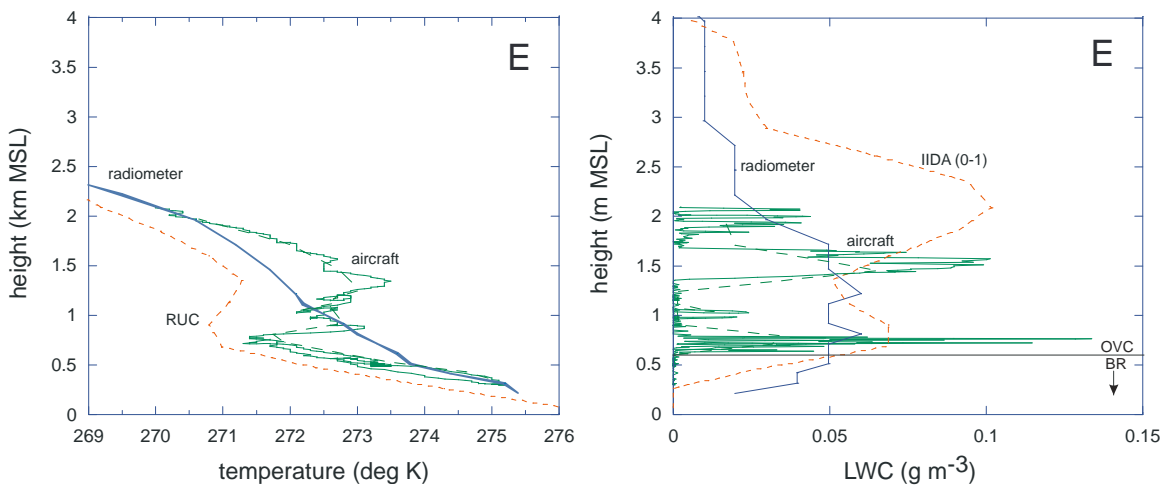 4
3.5
3
2.5
2
1.5
1
0.5
0
height (km MSL)
E
radiometer
aircraft
RUC
269 270 271 272 273 274 275 276
temperature (deg K)
4
3.5
3
2.5
2
1.5
1
0.5
0
height (m MSL)
E
IIDA (0-1)
radiometer
aircraft
OVC
BR
0 0.05 0.1 0.15
LWC (g m-3)